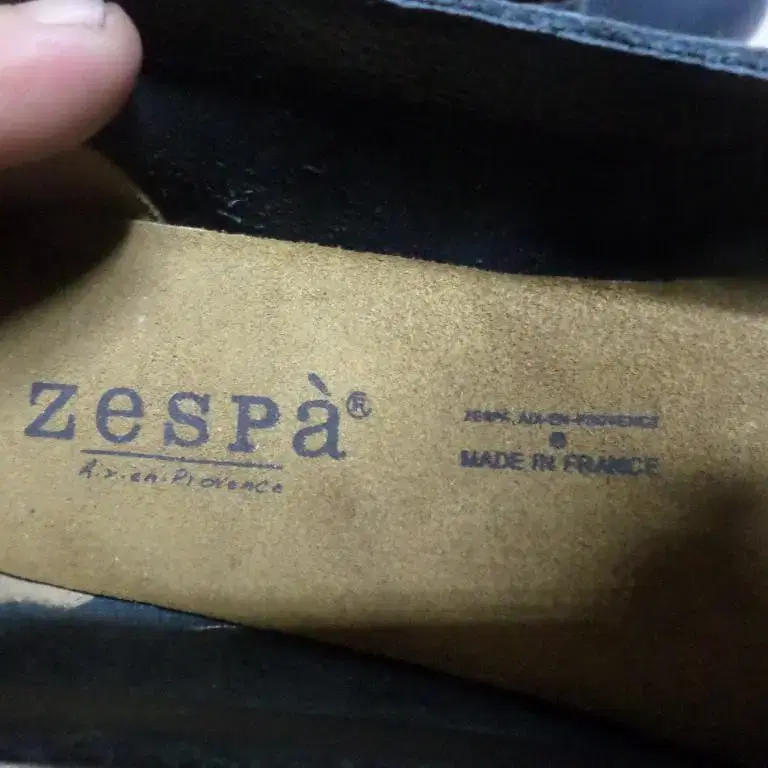 zespà®
Aix-en-Provence
ZESPA, AIX-EN-PROVENCE
MADE IN FRANCE